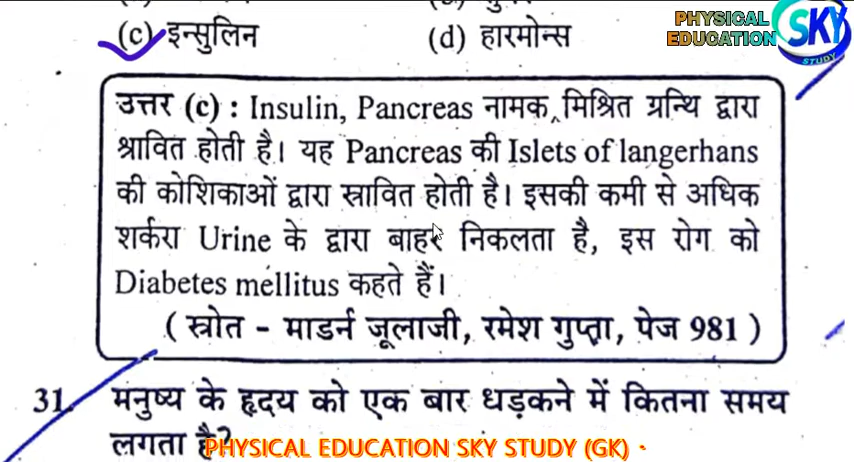 PHYSICAL
EDUCATION
SKY
STUDY
(c) इन्सुलिन (d) हारमोन्स
उत्तर (c) : Insulin, Pancreas नामक मिश्रित ग्रन्थि द्वारा
श्रावित होती है। यह Pancreas की Islets of langerhans
की कोशिकाओं द्वारा स्रावित होती है। इसकी कमी से अधिक
शर्करा Urine के द्वारा बाहर निकलता है, इस रोग को
Diabetes mellitus कहते हैं।
( स्रोत - माडर्न जूलाजी, रमेश गुप्ता, पेज 981 )
31. मनुष्य के हृदय को एक बार धड़कने में कितना समय
लगता है?
PHYSICAL EDUCATION SKY STUDY (GK)